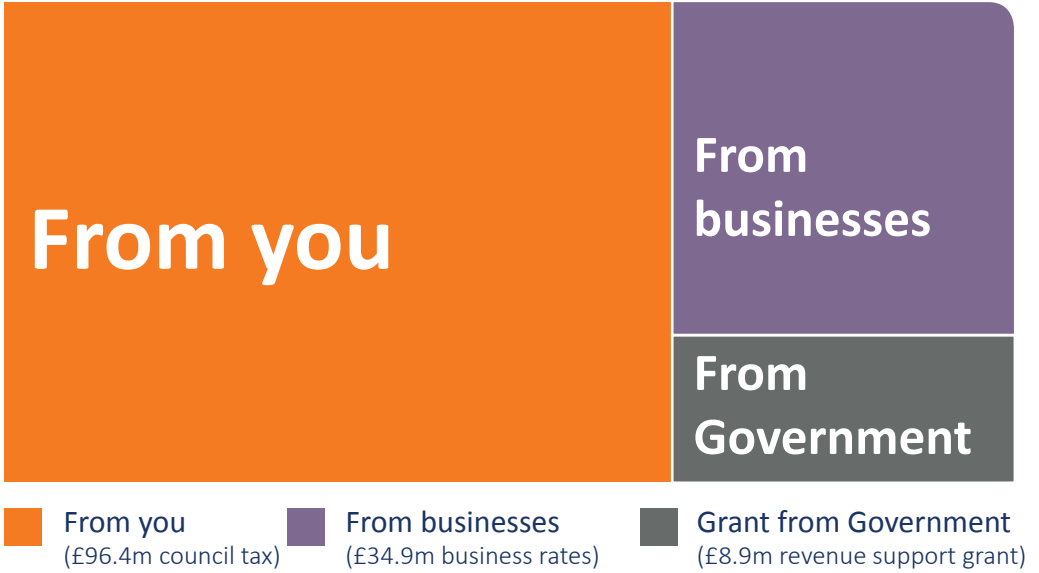 From you
From
businesses
From
Government
From you
(£96.4m council tax)
From businesses
(£34.9m business rates)
Grant from Government
(£8.9m revenue support grant)